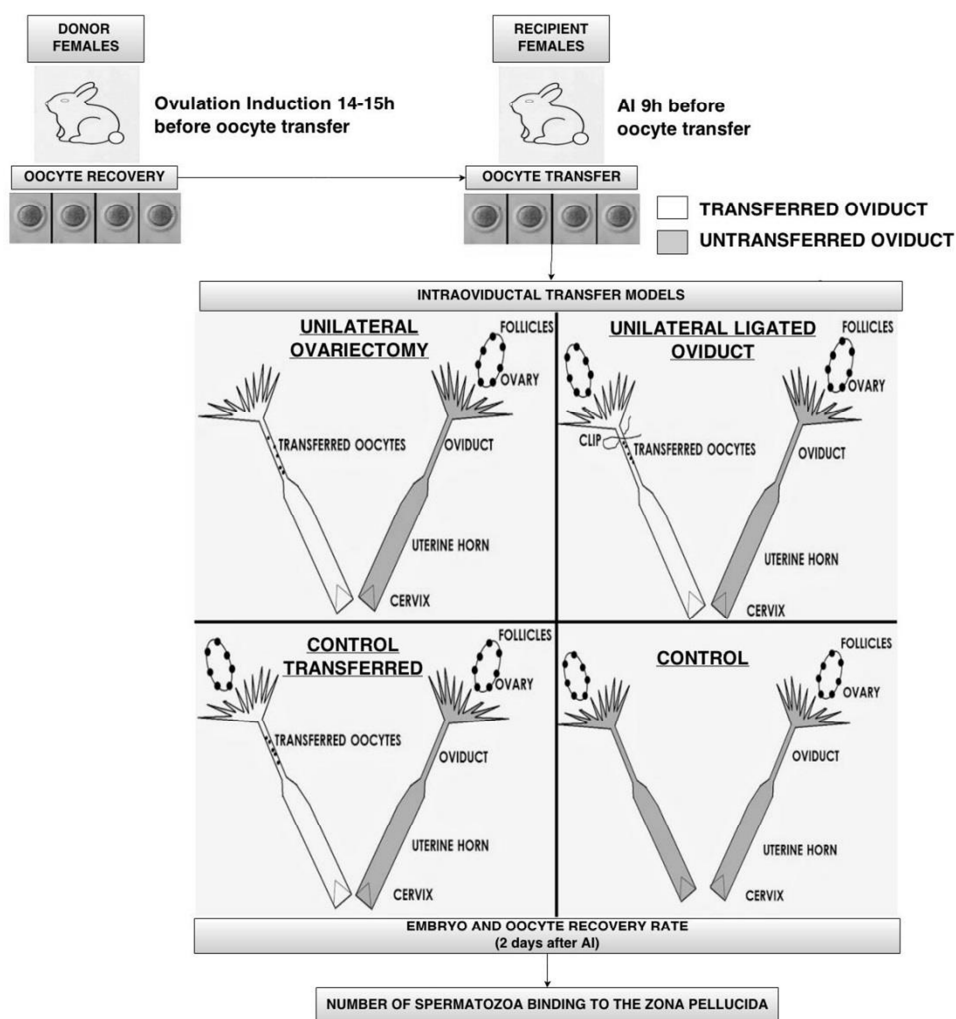 DONOR
FEMALES
RECIPIENT
FEMALES
Ovulation Induction 14-15h
before oocyte transfer
AI 9h before
oocyte transfer
OOCYTE RECOVERY
OOCYTE TRANSFER
TRANSFERRED OVIDUCT
UNTRANSFERRED OVIDUCT
INTRAOVIDUCTAL TRANSFER MODELS
UNILATERAL
OVARIECTOMY
FOLLICLES
OVARY
TRANSFERRED OOCYTES
OVIDUCT
UTERINE HORN
CERVIX
UNILATERAL LIGATED
OVIDUCT
FOLLICLES
OVARY
CLIP
TRANSFERRED OOCYTES
OVIDUCT
UTERINE HORN
CERVIX
CONTROL
TRANSFERRED
FOLLICLES
OVARY
TRANSFERRED OOCYTES
OVIDUCT
UTERINE HORN
CERVIX
CONTROL
FOLLICLES
OVARY
OVIDUCT
UTERINE HORN
CERVIX
EMBRYO AND OOCYTE RECOVERY RATE
(2 days after AI)
NUMBER OF SPERMATOZOA BINDING TO THE ZONA PELLUCIDA